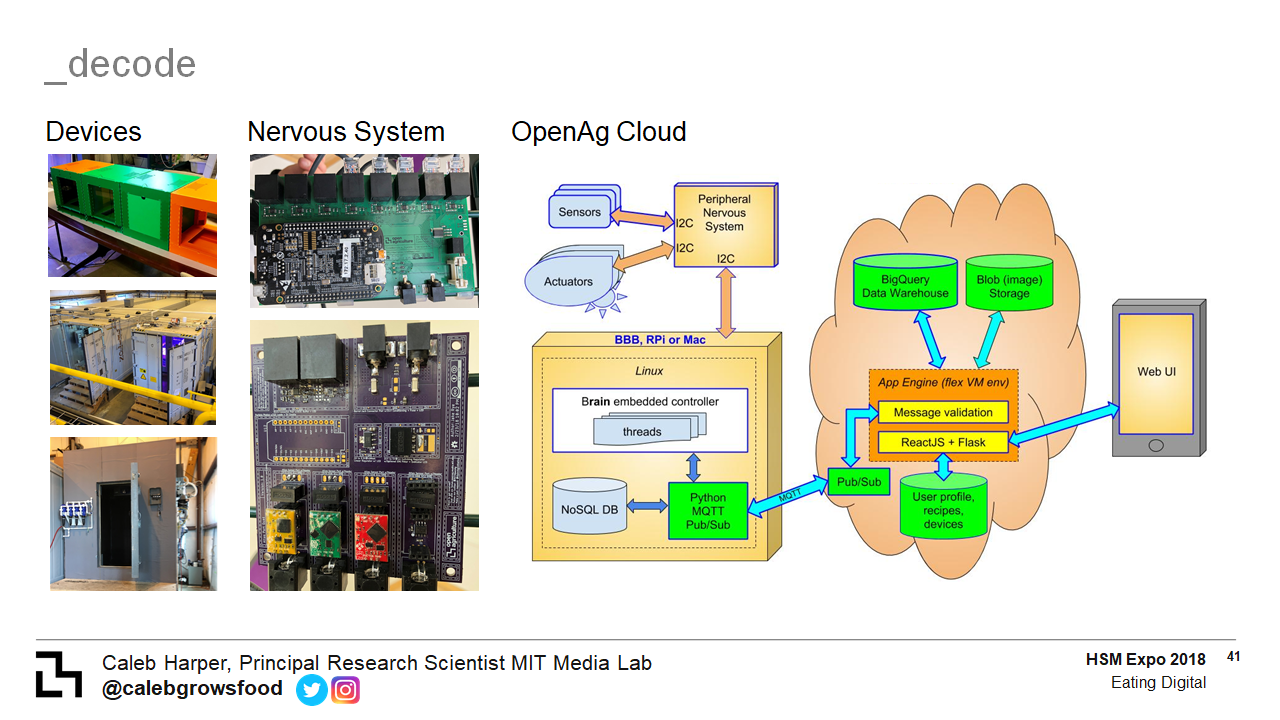 _decode
Devices
Nervous System
OpenAg Cloud
Sensors
Actuators
Peripheral
Nervous
System
I2C
I2C
I2C
BBB, RPi or Mac
Linux
Brain embedded controller
threads
NoSQL DB
Python
MQTT
Pub/Sub
MQTT
Pub/Sub
BigQuery
Data Warehouse
Blob (image)
Storage
App Engine (flex VM env)
Message validation
ReactJS + Flask
User profile,
recipes,
devices
Web UI
Caleb Harper, Principal Research Scientist MIT Media Lab
@calebgrowsfood
HSM Expo 2018
41
Eating Digital